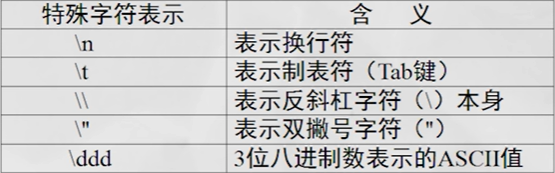 特殊字符表示 含 义
\n 表示换行符
\t 表示制表符（Tab键）
\\ 表示反斜杠字符（\）本身
\" 表示双撇号字符（"）
\ddd 3位八进制数表示的ASCII值